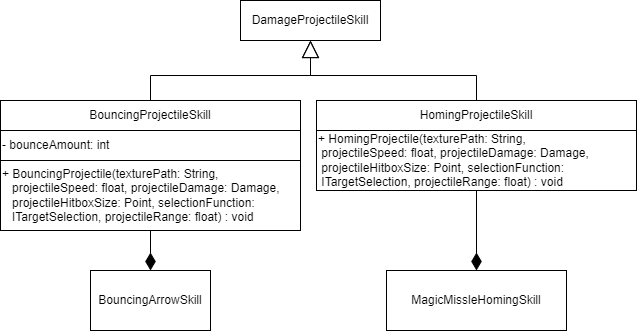 DamageProjectileSkill
BouncingProjectileSkill
- bounceAmount: int
+ BouncingProjectile(texturePath: String,
projectileSpeed: float, projectileDamage: Damage,
projectileHitboxSize: Point, selectionFunction:
ITargetSelection, projectileRange: float) : void
HomingProjectileSkill
+ HomingProjectile(texturePath: String,
projectileSpeed: float, projectileDamage: Damage,
projectileHitboxSize: Point, selectionFunction:
ITargetSelection, projectileRange: float) : void
BouncingArrowSkill
MagicMissleHomingSkill